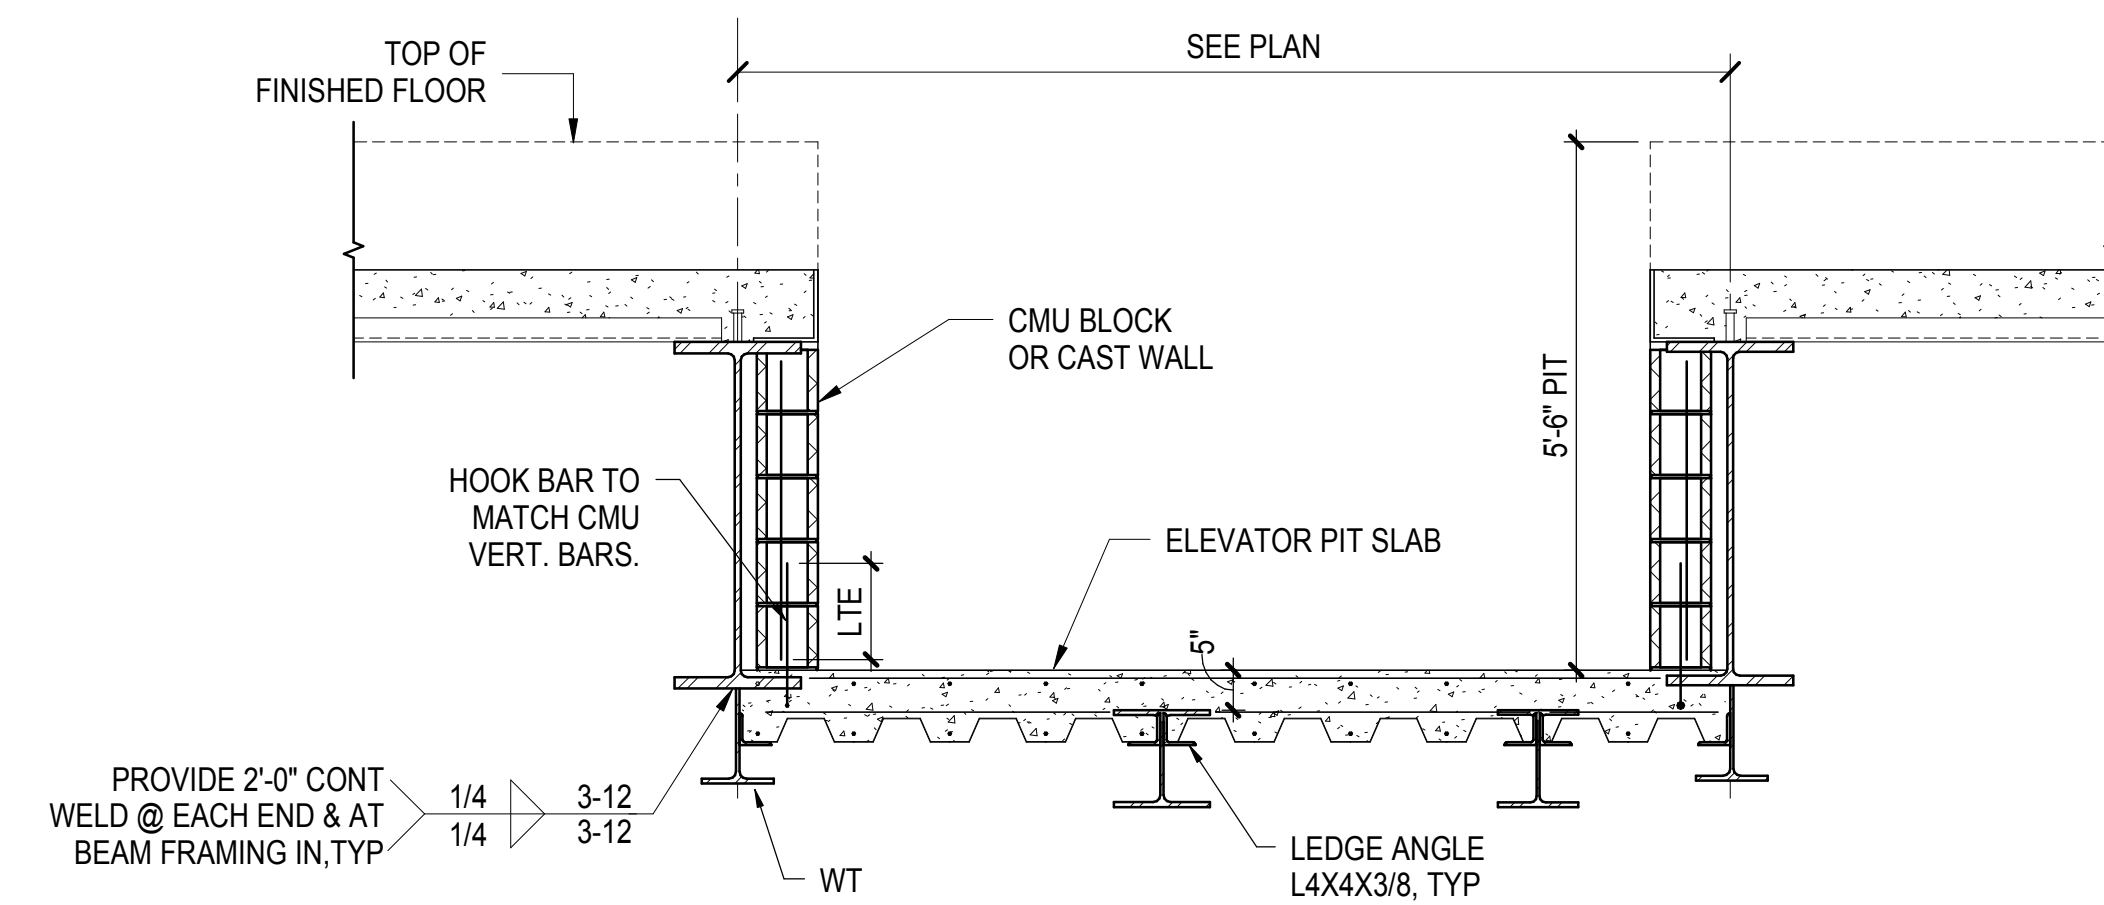 TOP OF
FINISHED FLOOR
SEE PLAN
CMU BLOCK
OR CAST WALL
5'-6" PIT
HOOK BAR TO
MATCH CMU
VERT. BARS.
LTE
ELEVATOR PIT SLAB
5"
PROVIDE 2'-0" CONT
WELD @ EACH END & AT
BEAM FRAMING IN,TYP
1/4 3-12
1/4 3-12
WT
LEDGE ANGLE
L4X4X3/8, TYP